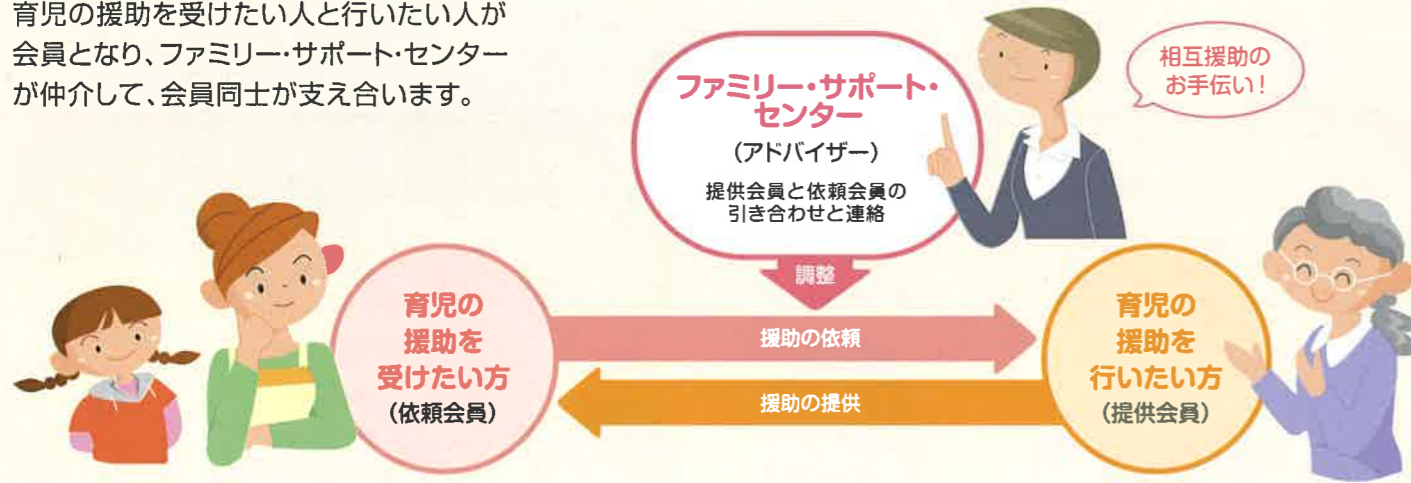 育児の援助を受けたい人と行いたい人が
会員となり、ファミリー・サポート・センター
が仲介して、会員同士が支え合います。
ファミリー・サポート・
センター
(アドバイザー)
提供会員と依頼会員の
引き合わせと連絡
相互援助の
お手伝い!
調整
育児の
援助を
受けたい方
(依頼会員)
援助の依頼
援助の提供
育児の
援助を
行いたい方
(提供会員)